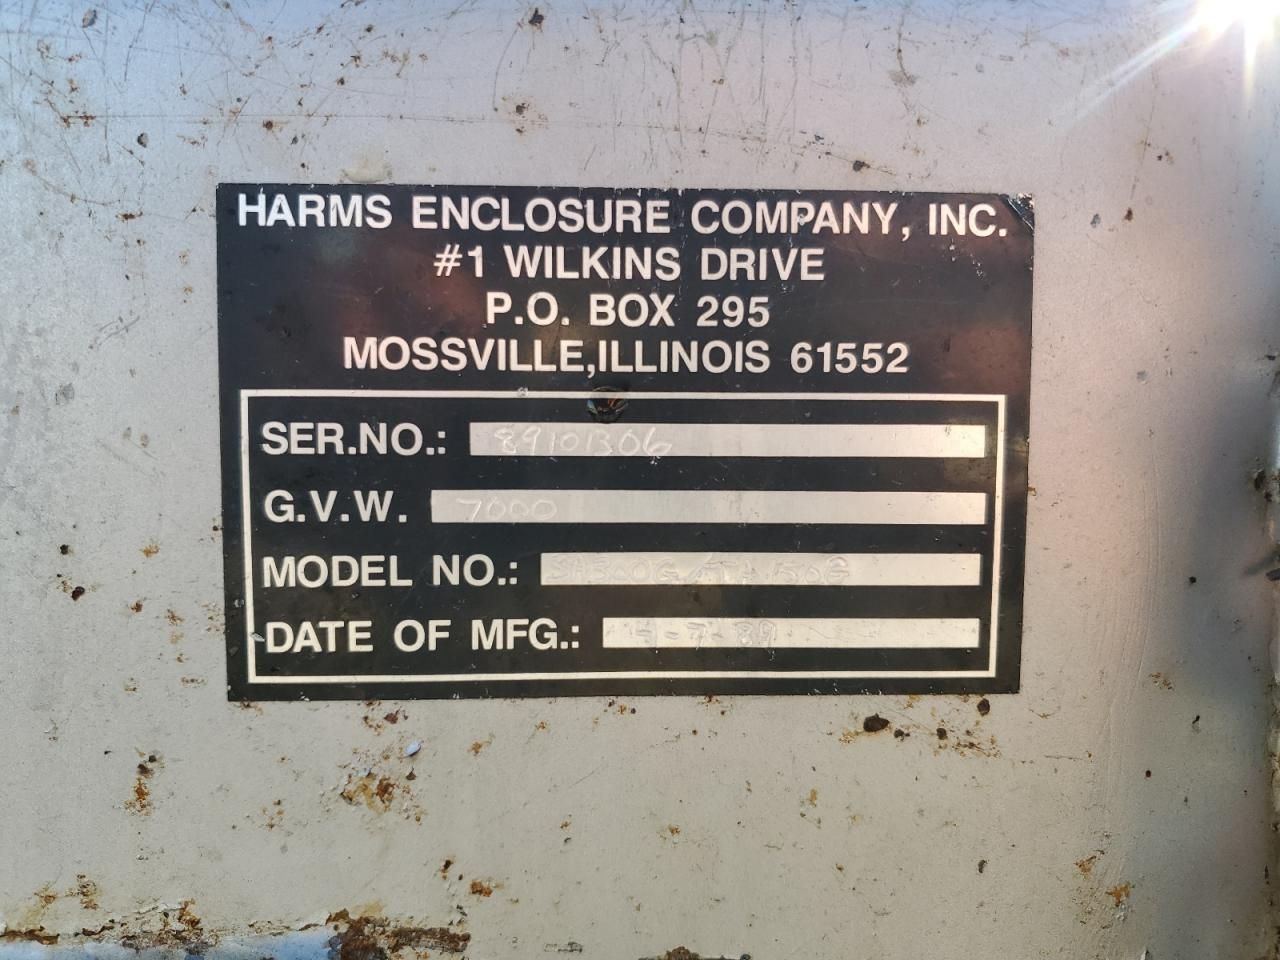 HARMS ENCLOSURE COMPANY, INC.
#1 WILKINS DRIVE
P.O. BOX 295
MOSSVILLE,ILLINOIS 61552
SER.NO.: 89101306
G.V.W. 7000
MODEL NO.:
DATE OF MFG.: